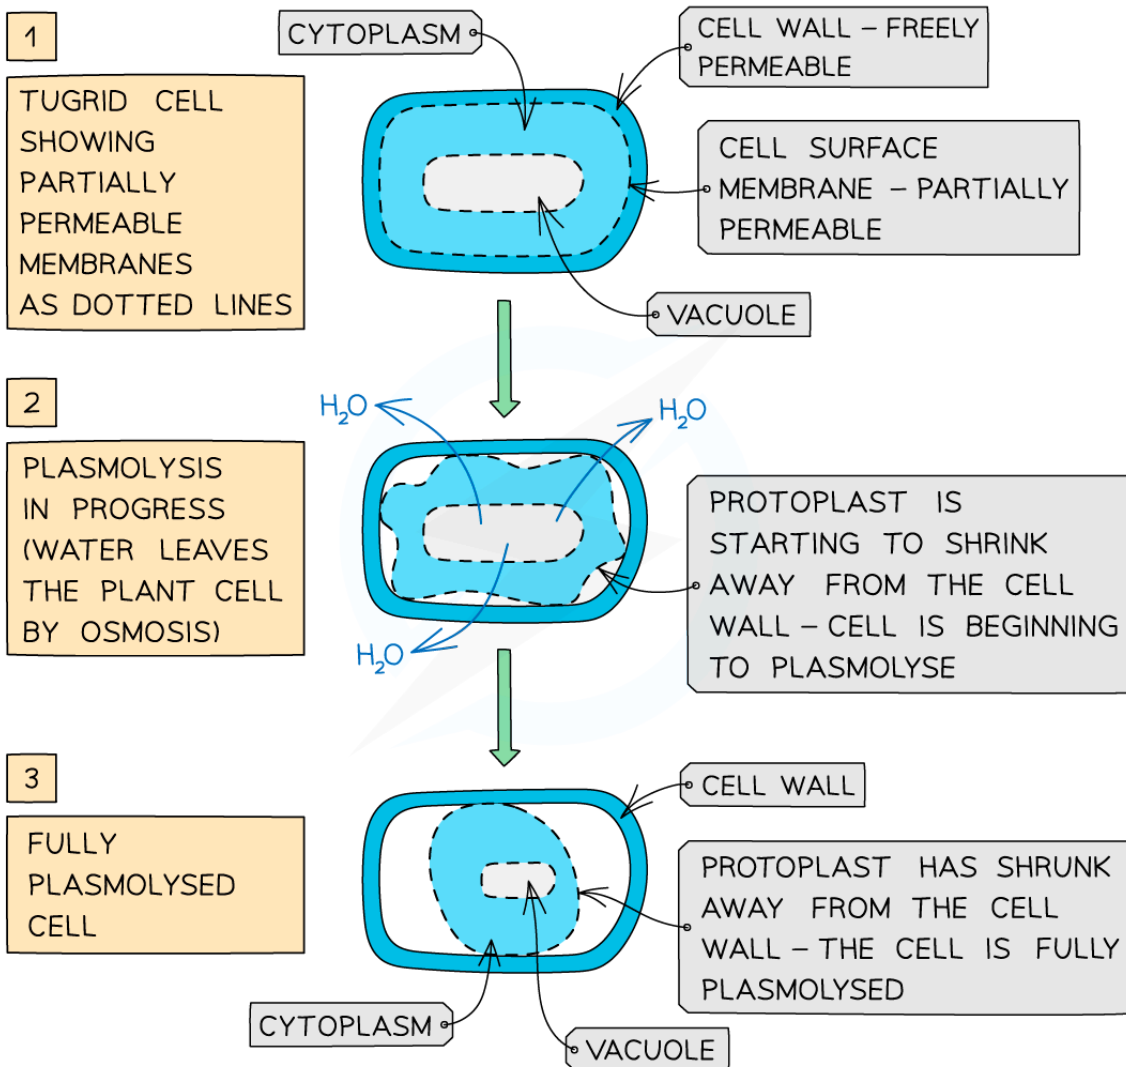 1
TUGRID CELL
SHOWING
PARTIALLY
PERMEABLE
MEMBRANES
AS DOTTED LINES
CYTOPLASM
CELL WALL – FREELY
PERMEABLE
CELL SURFACE
MEMBRANE – PARTIALLY
PERMEABLE
VACUOLE
2
PLASMOLYSIS
IN PROGRESS
(WATER LEAVES
THE PLANT CELL
BY OSMOSIS)
H₂O
H₂O
H₂O
PROTOPLAST IS
STARTING TO SHRINK
AWAY FROM THE CELL
WALL – CELL IS BEGINNING
TO PLASMOLYSE
3
FULLY
PLASMOLYSED
CELL
CELL WALL
PROTOPLAST HAS SHRUNK
AWAY FROM THE CELL
WALL – THE CELL IS FULLY
PLASMOLYSED
CYTOPLASM
VACUOLE